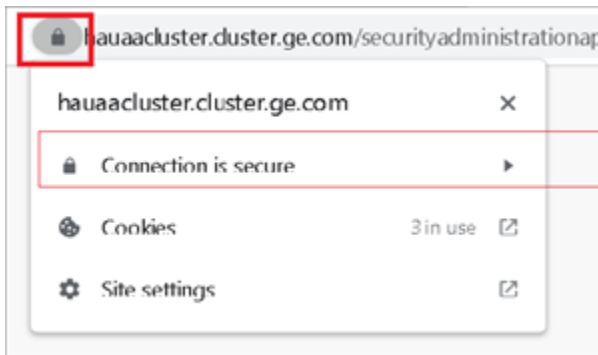 hauaacluster.cluster.ge.com/securityadministrationap
hauaacluster.cluster.ge.com
Connection is secure
Cookies 3 in use
Site settings